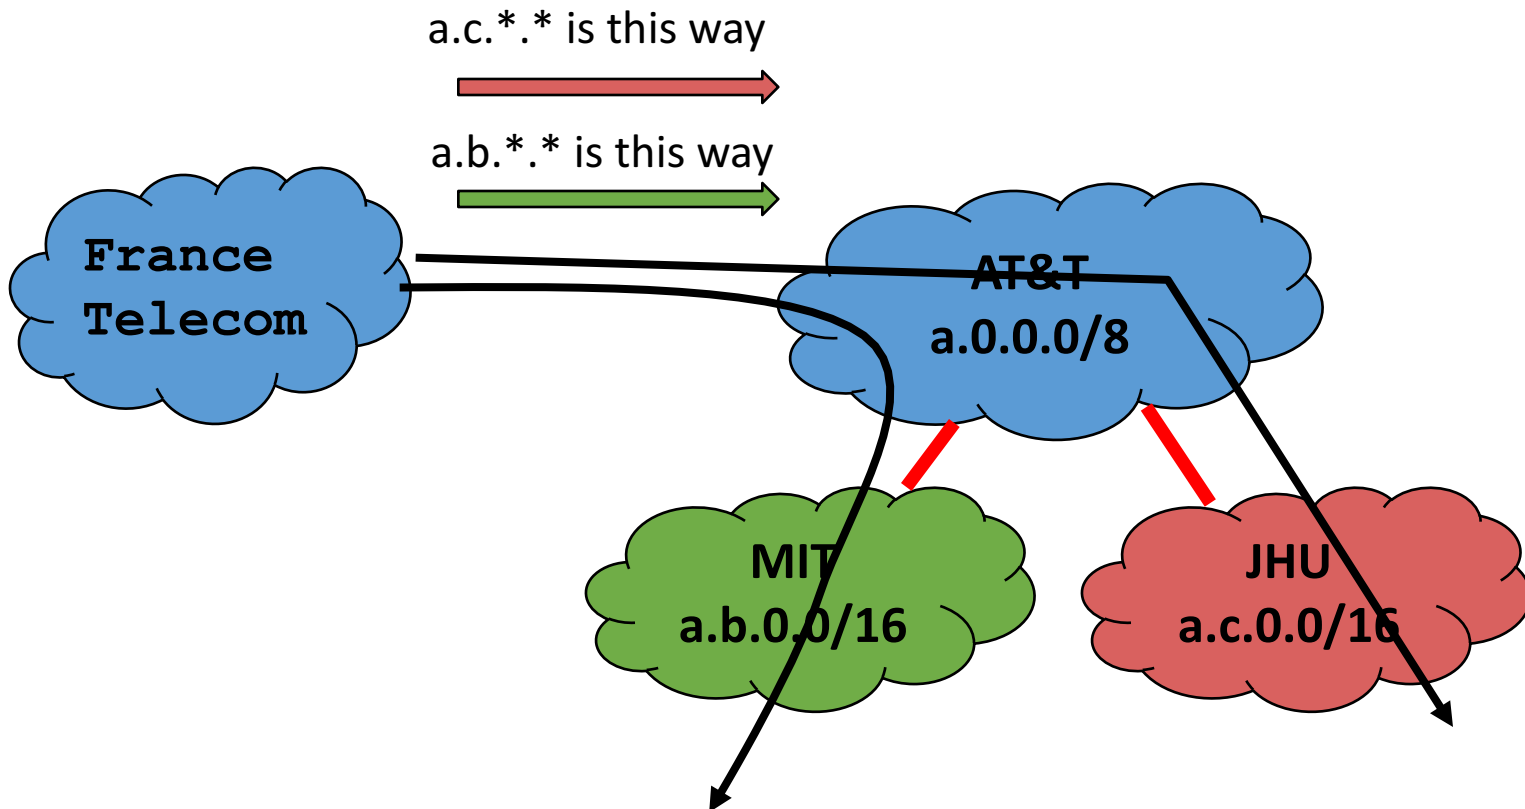 a.c.*.* is this way
a.b.*.* is this way
France
Telecom
AT&T
a.0.0.0/8
MIT
a.b.0.0/16
JHU
a.c.0.0/16